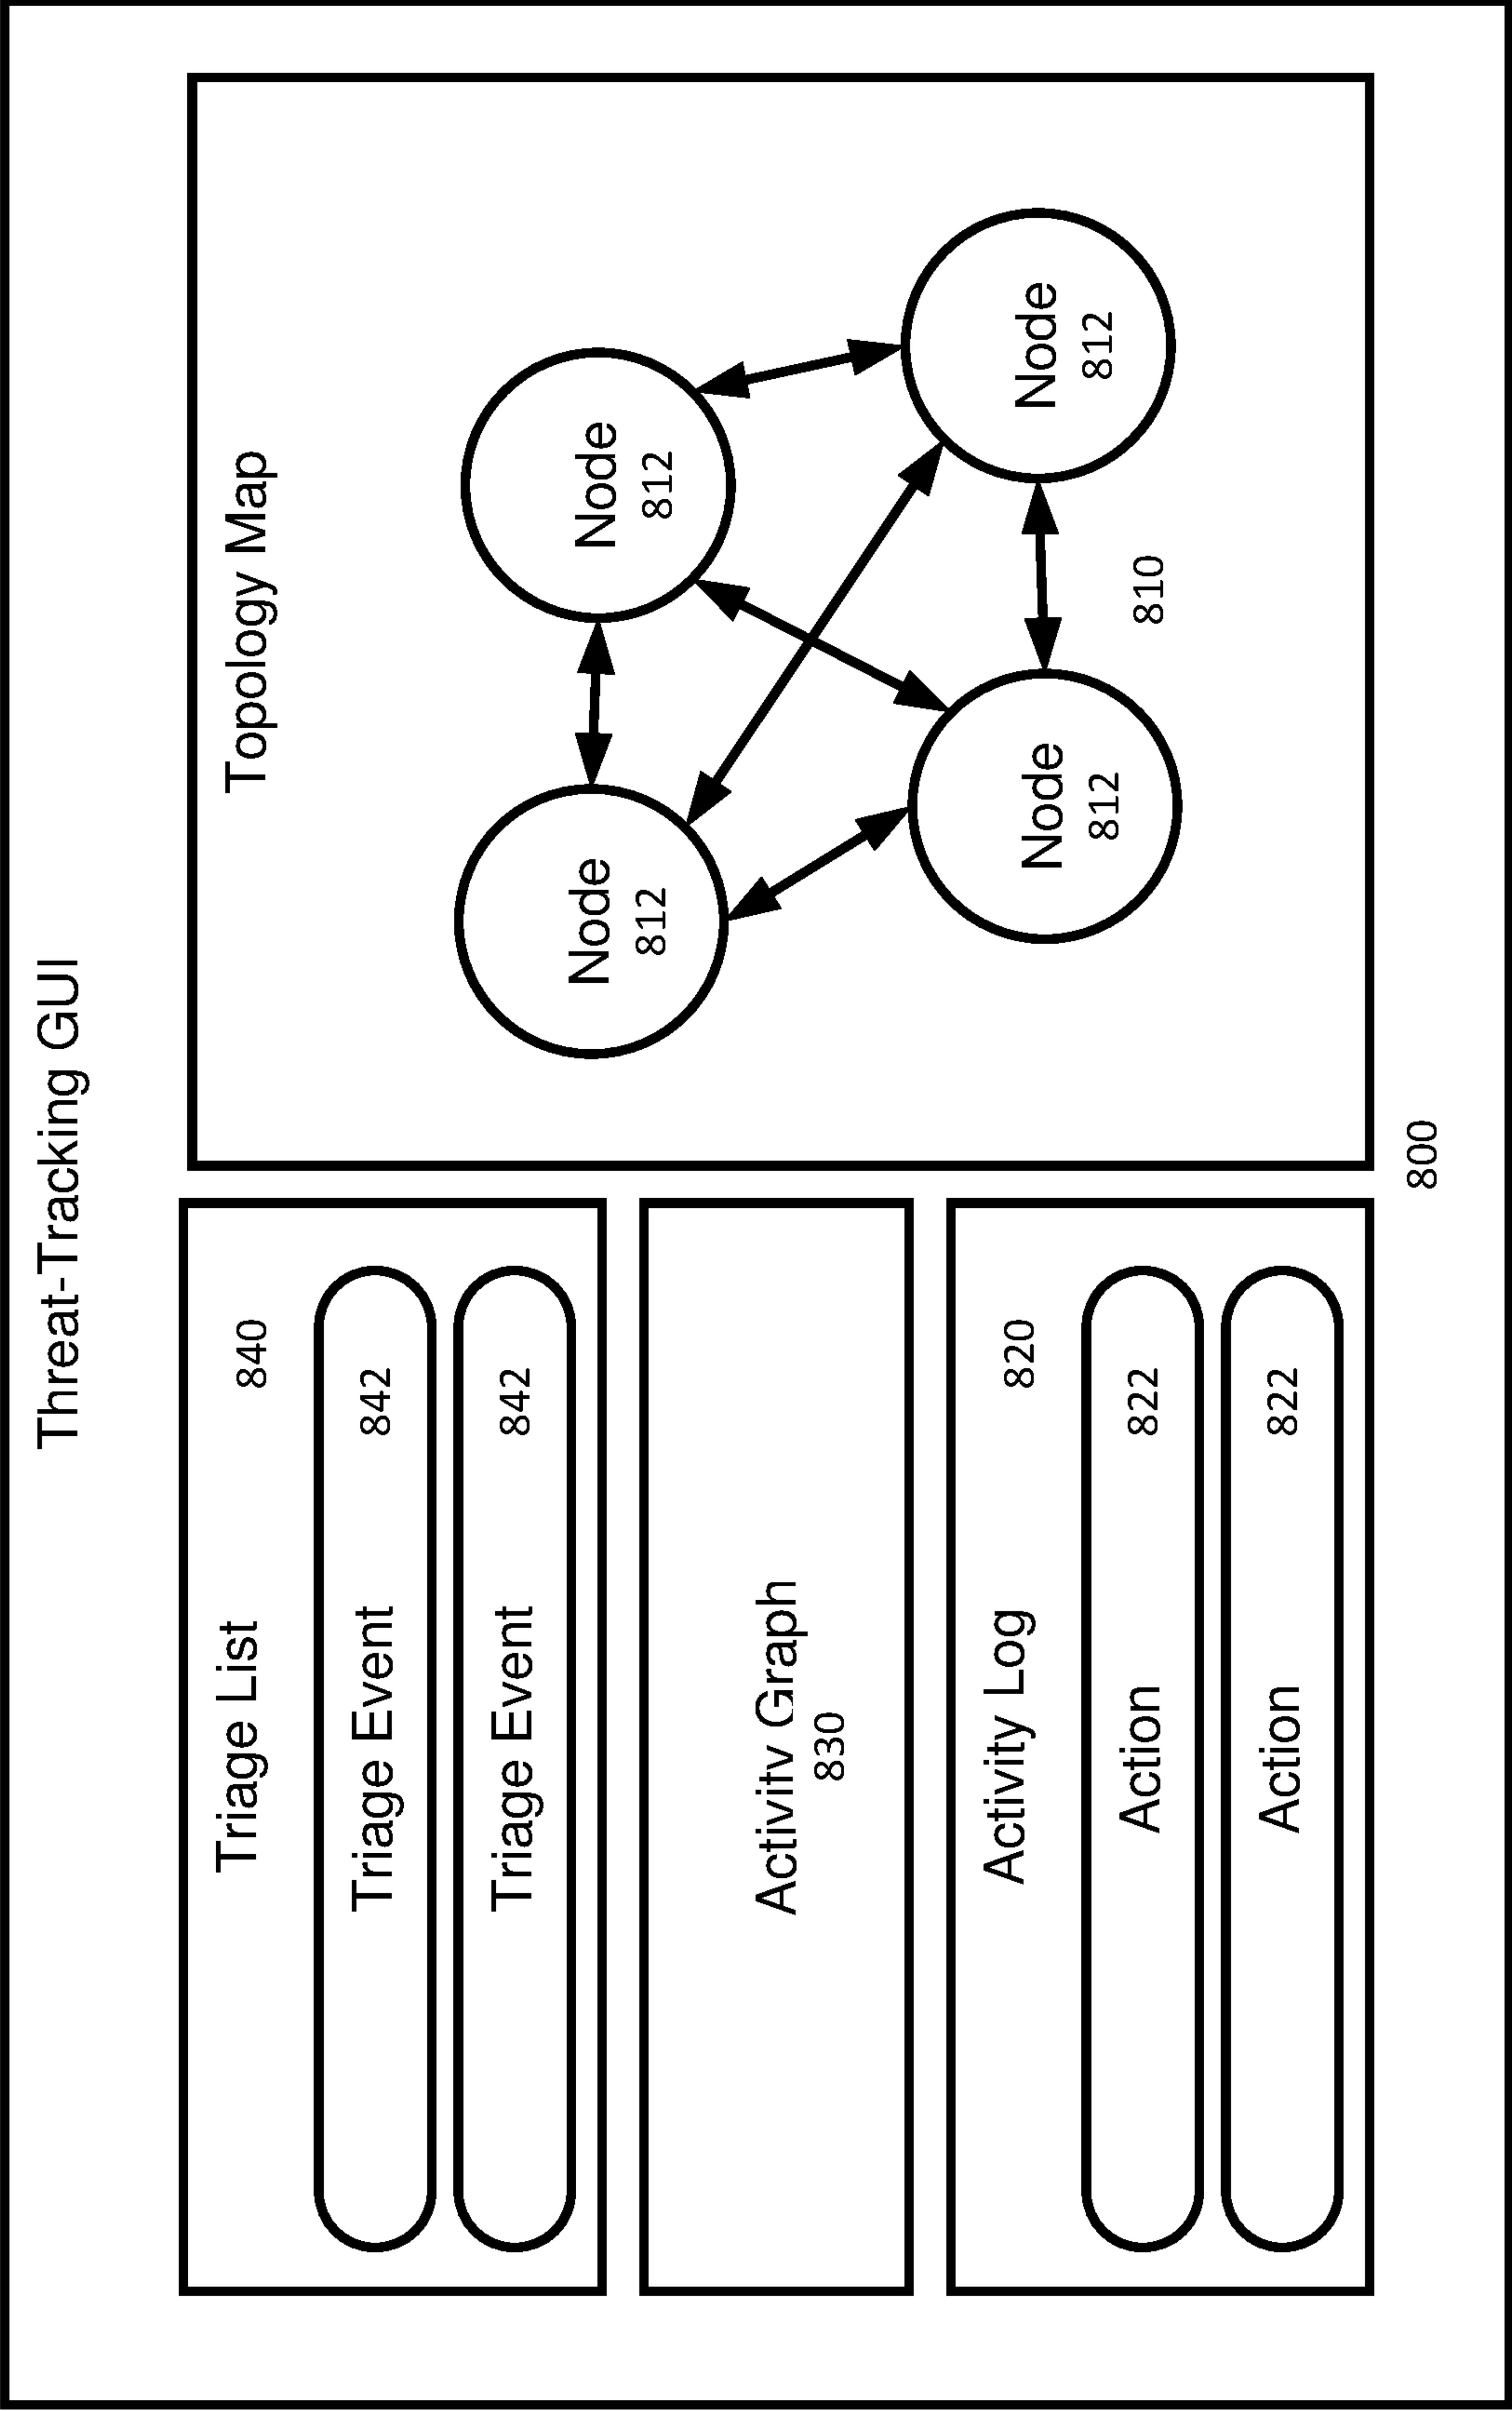 Threat-Tracking GUI
Triage List
840
Triage Event 842
Triage Event 842
Activity Graph
830
Activity Log
820
Action 822
Action 822
Topology Map
Node
812
Node
812
Node
812
Node
812
810
800